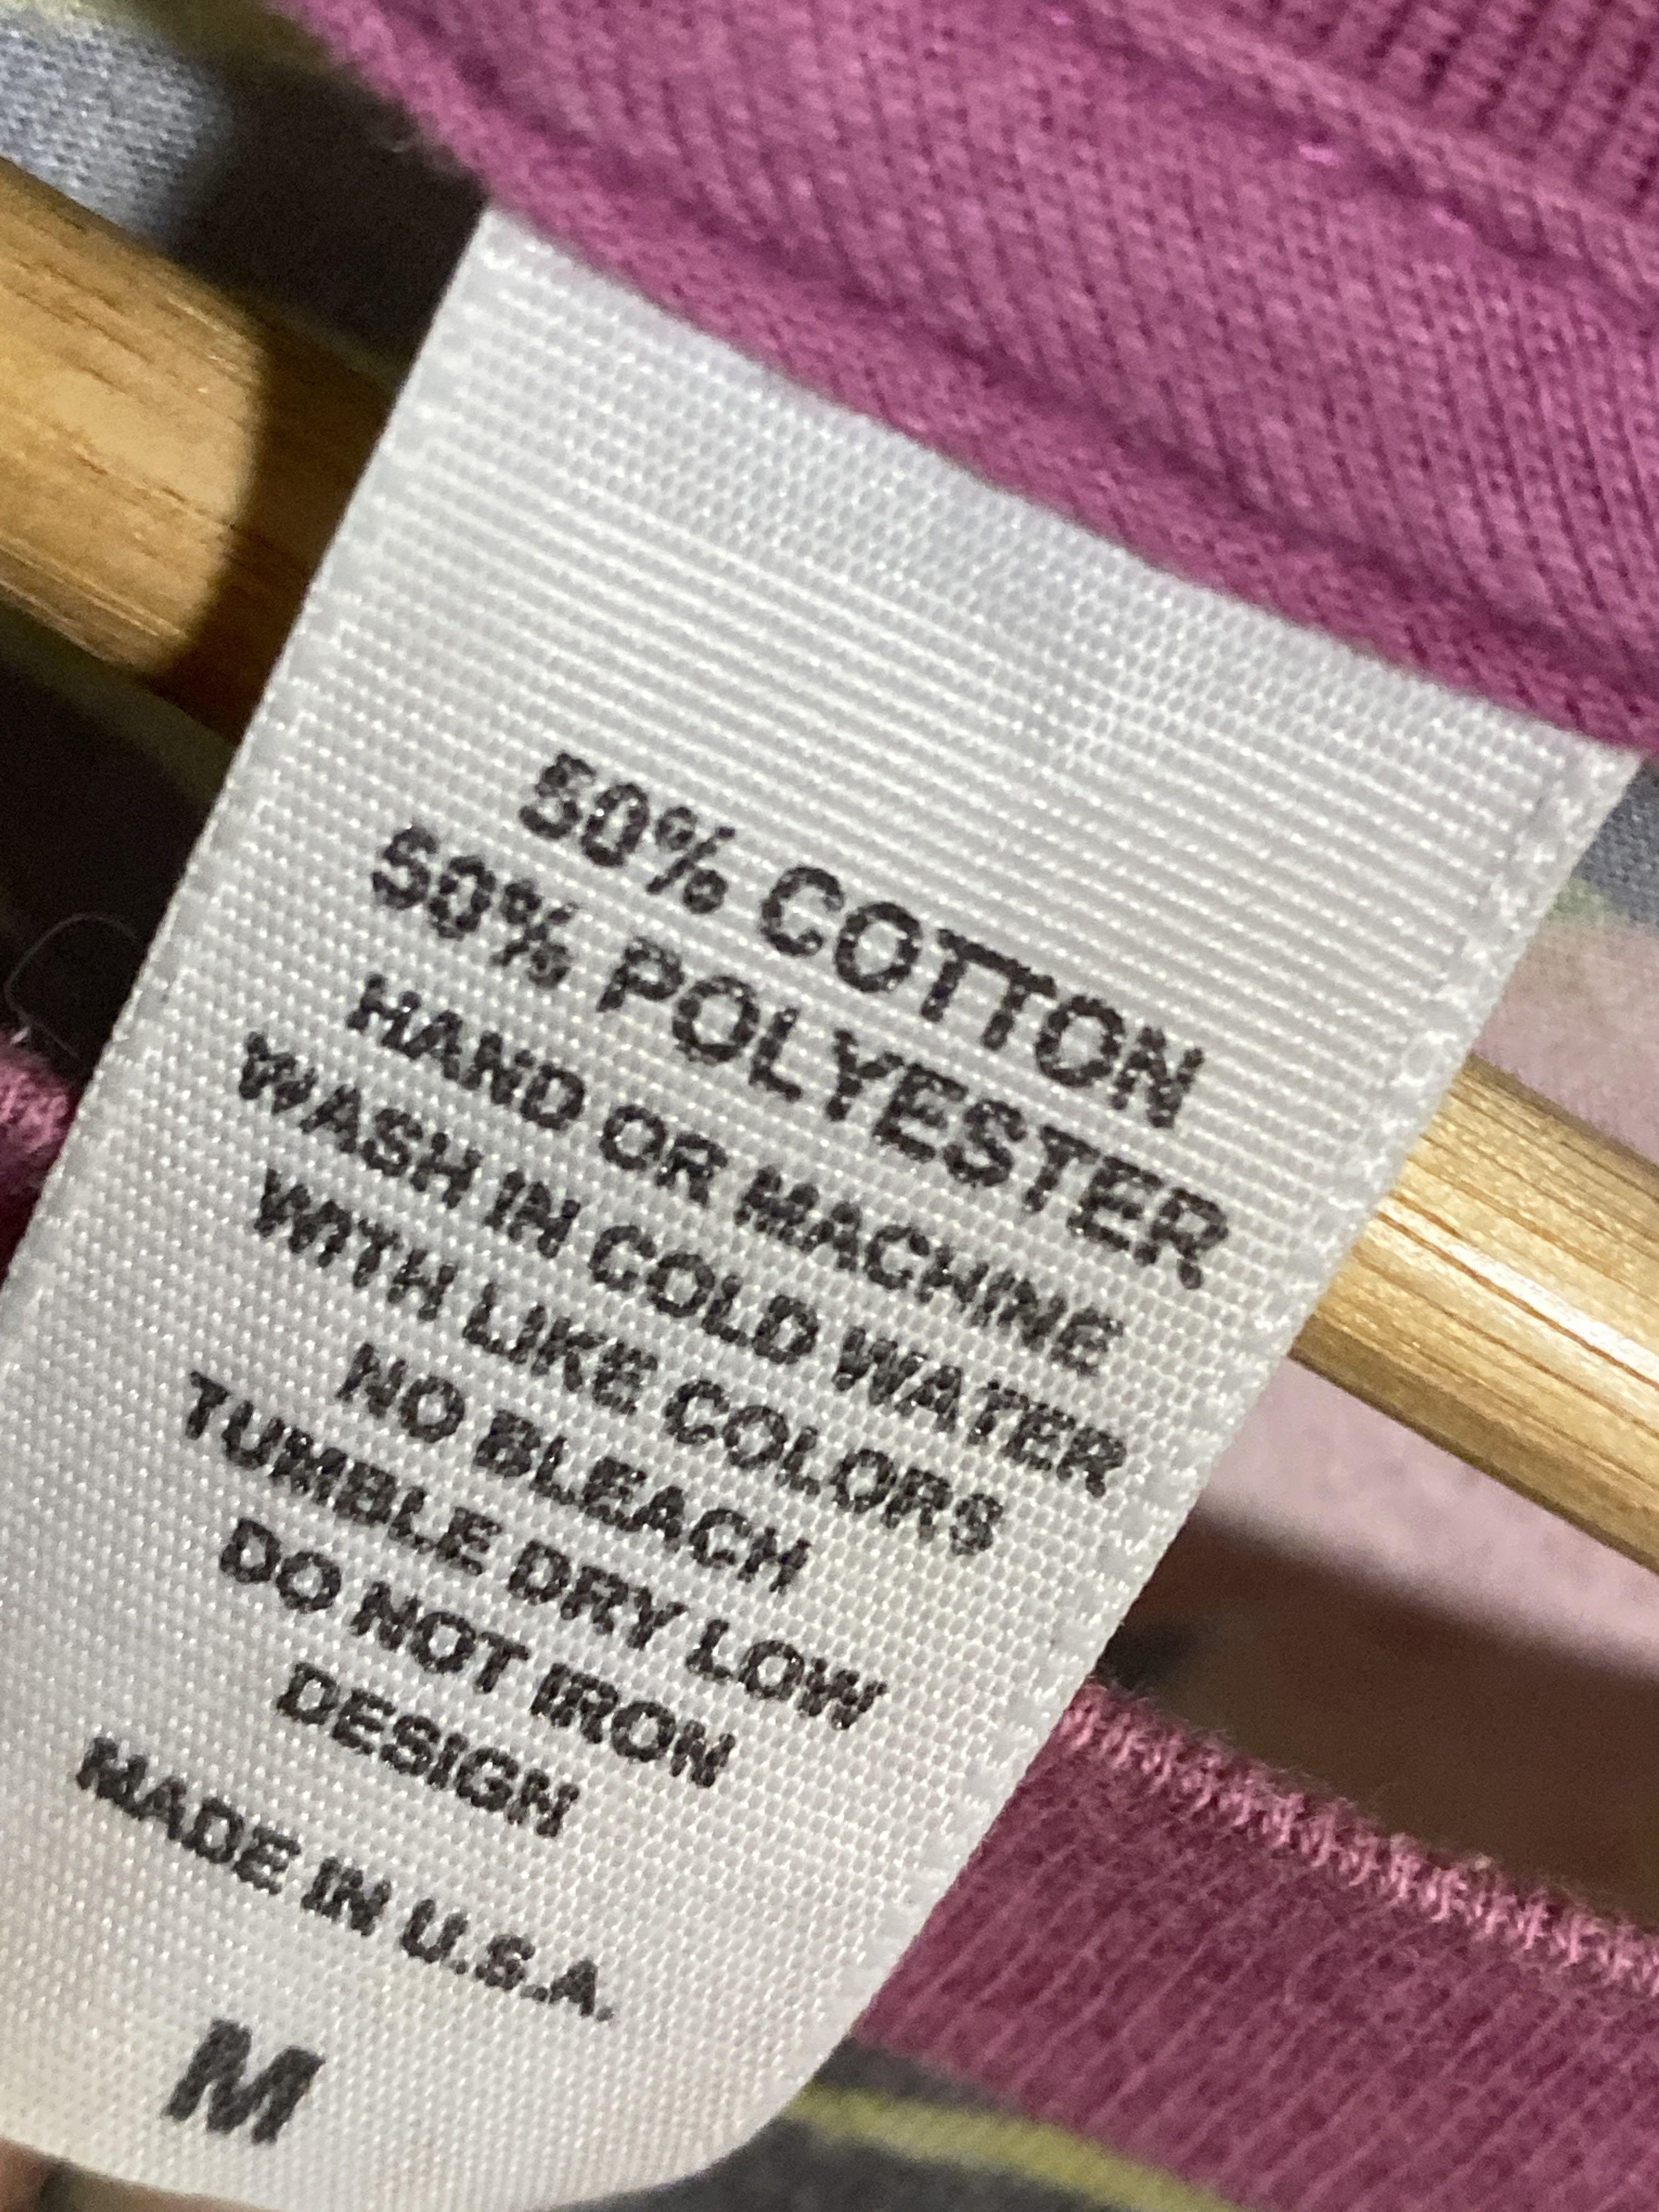 50% COTTON
50% POLYESTER
HAND OR MACHINE
WASH IN COLD WATER
WITH LIKE COLORS
NO BLEACH
TUMBLE DRY LOW
DO NOT IRON
DESIGN
MADE IN U.S.A.
M